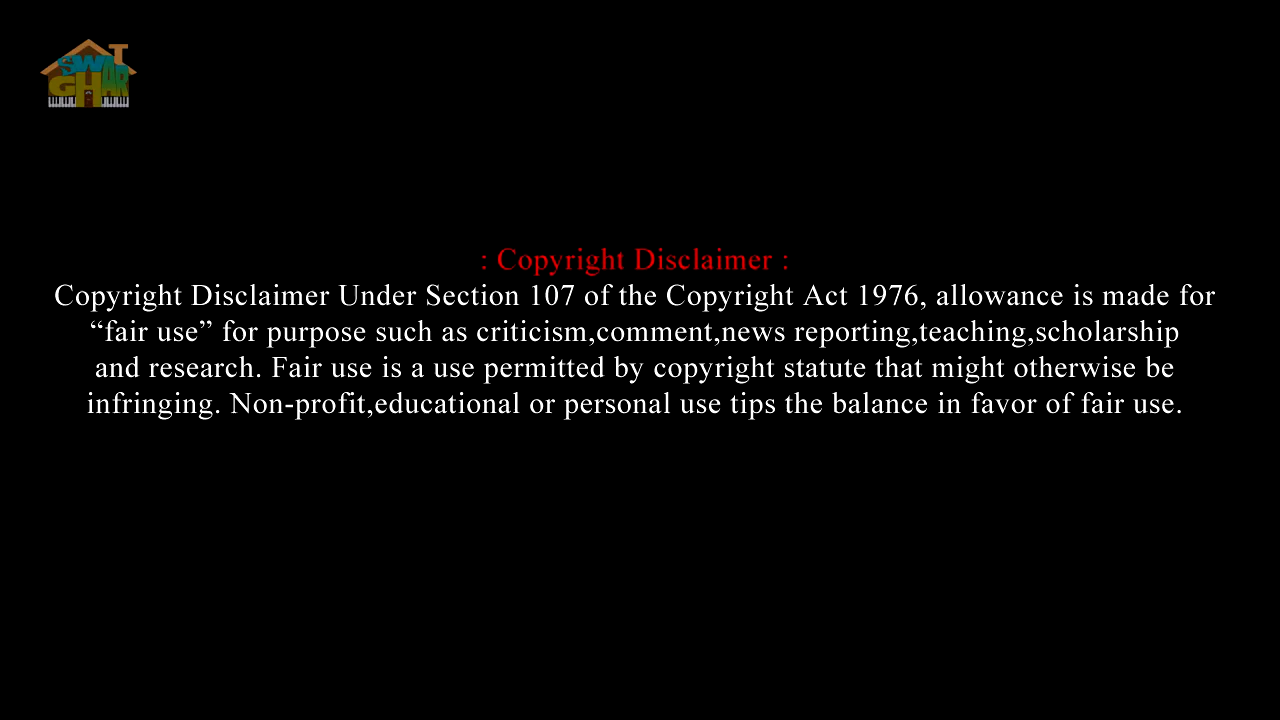 SWIT
GHAR
: Copyright Disclaimer :
Copyright Disclaimer Under Section 107 of the Copyright Act 1976, allowance is made for
“fair use” for purpose such as criticism,comment,news reporting,teaching,scholarship
and research. Fair use is a use permitted by copyright statute that might otherwise be
infringing. Non-profit,educational or personal use tips the balance in favor of fair use.